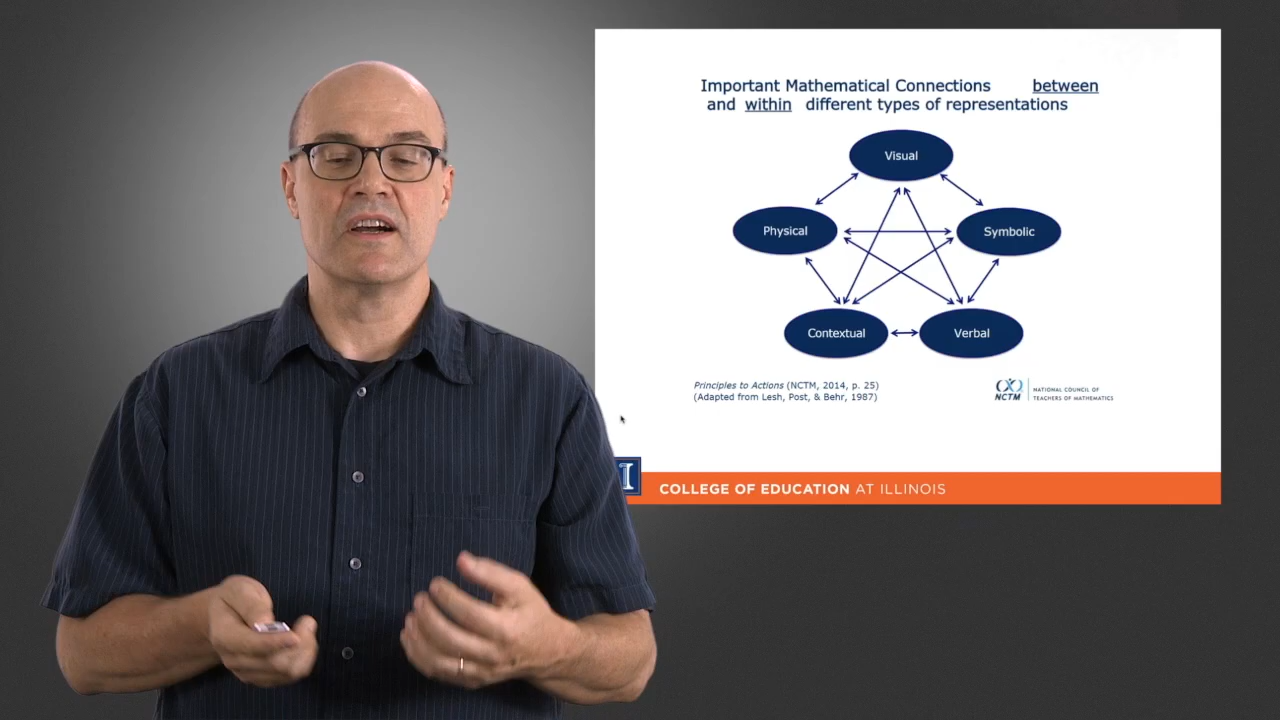 Important Mathematical Connections between
and within different types of representations
Visual
Physical
Symbolic
Contextual
Verbal
Principles to Actions (NCTM, 2014, p. 25)
(Adapted from Lesh, Post, & Behr, 1987)
NCTM
NATIONAL COUNCIL OF
TEACHERS OF MATHEMATICS
I
COLLEGE OF EDUCATION AT ILLINOIS